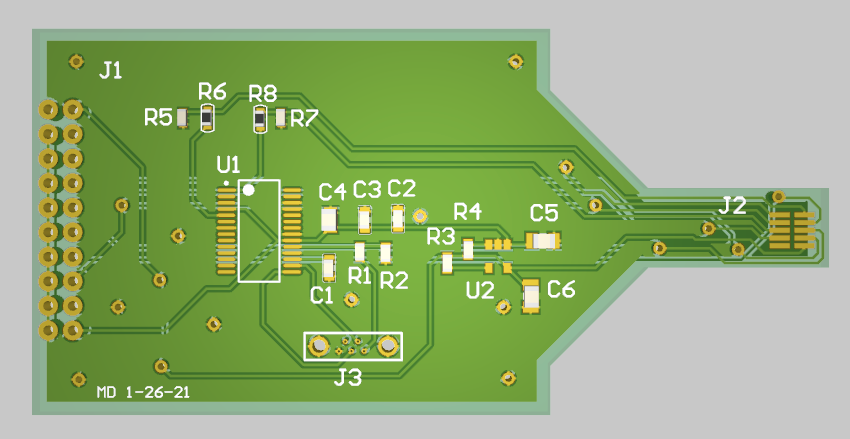 J1
R5 R6 R8 R7
U1
C4 C3 C2
R4
C5
J2
R3
R1 R2
C1
U2
C6
J3
MD 1-26-21